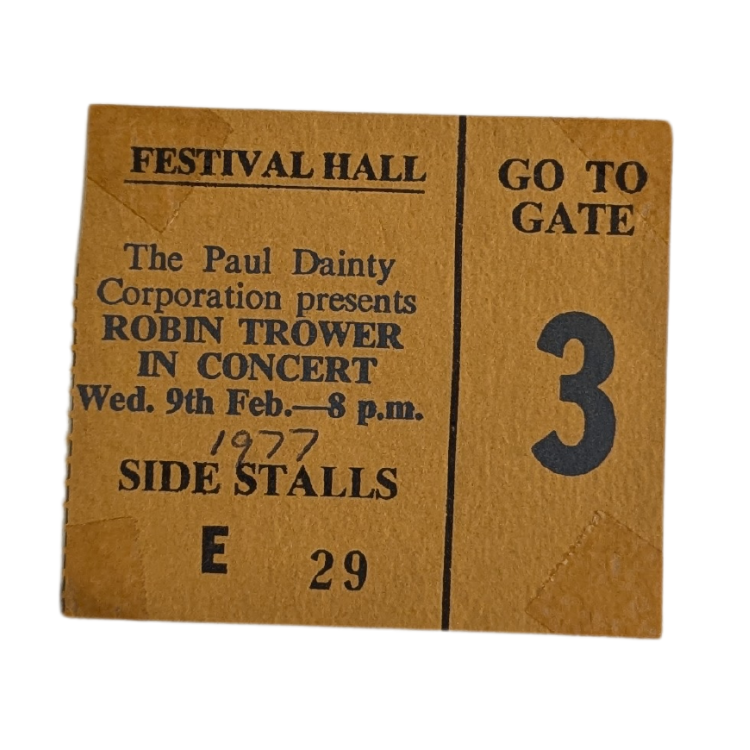 FESTIVAL HALL
The Paul Dainty
Corporation presents
ROBIN TROWER
IN CONCERT
Wed. 9th Feb.—8 p.m.
1977
SIDE STALLS
E 29
GO TO
GATE
3